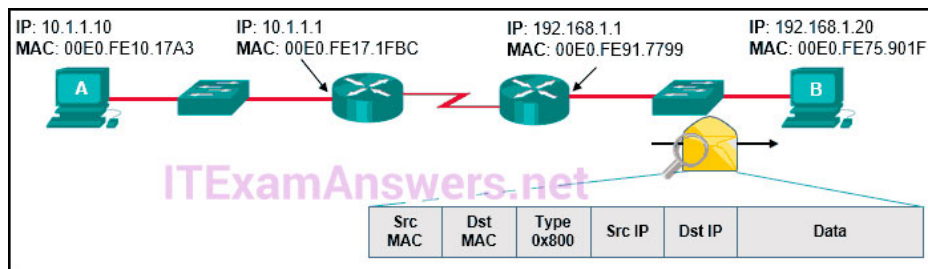 IP: 10.1.1.10
MAC: 00E0.FE10.17A3
IP: 10.1.1.1
MAC: 00E0.FE17.1FBC
IP: 192.168.1.1
MAC: 00E0.FE91.7799
IP: 192.168.1.20
MAC: 00E0.FE75.901F
A
B
ITExamAnswers.net
Src
MAC
Dst
MAC
Type
0x800
Src IP
Dst IP
Data